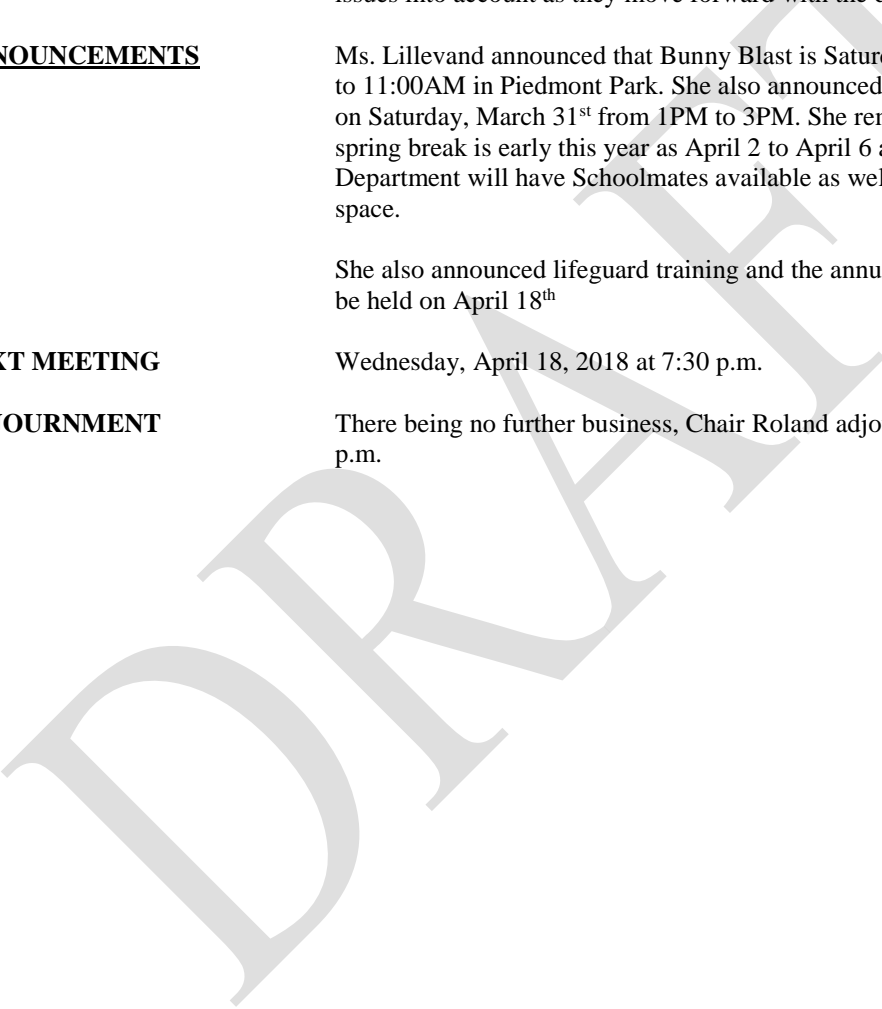 issues into account as they move forward with the
NOUNCEMENTS
Ms. Lillevand announced that Bunny Blast is Satur
to 11:00AM in Piedmont Park. She also announced
on Saturday, March 31st from 1PM to 3PM. She re
spring break is early this year as April 2 to April 6
Department will have Schoolmates available as wel
space.
She also announced lifeguard training and the annu
be held on April 18th
XT MEETING
Wednesday, April 18, 2018 at 7:30 p.m.
JOURNMENT
There being no further business, Chair Roland adjo
p.m.
DRAFT